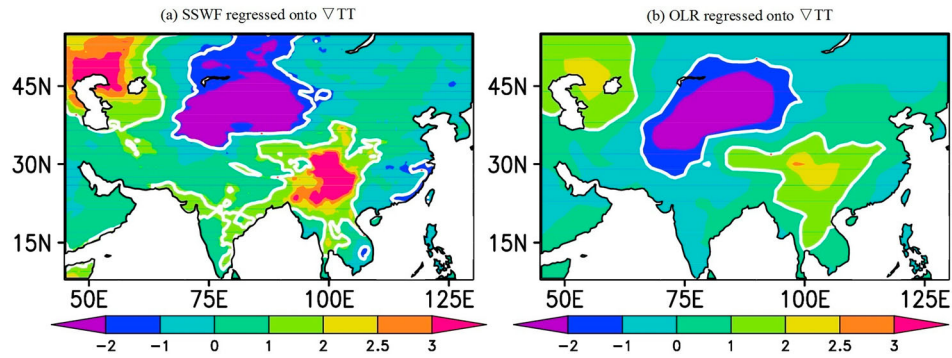 (a) SSWF regressed onto ▽TT
(b) OLR regressed onto ▽TT
45N
30N
15N
50E 75E 100E 125E
−2 −1 0 1 2 2.5 3
45N
30N
15N
50E 75E 100E 125E
−2 −1 0 1 2 2.5 3